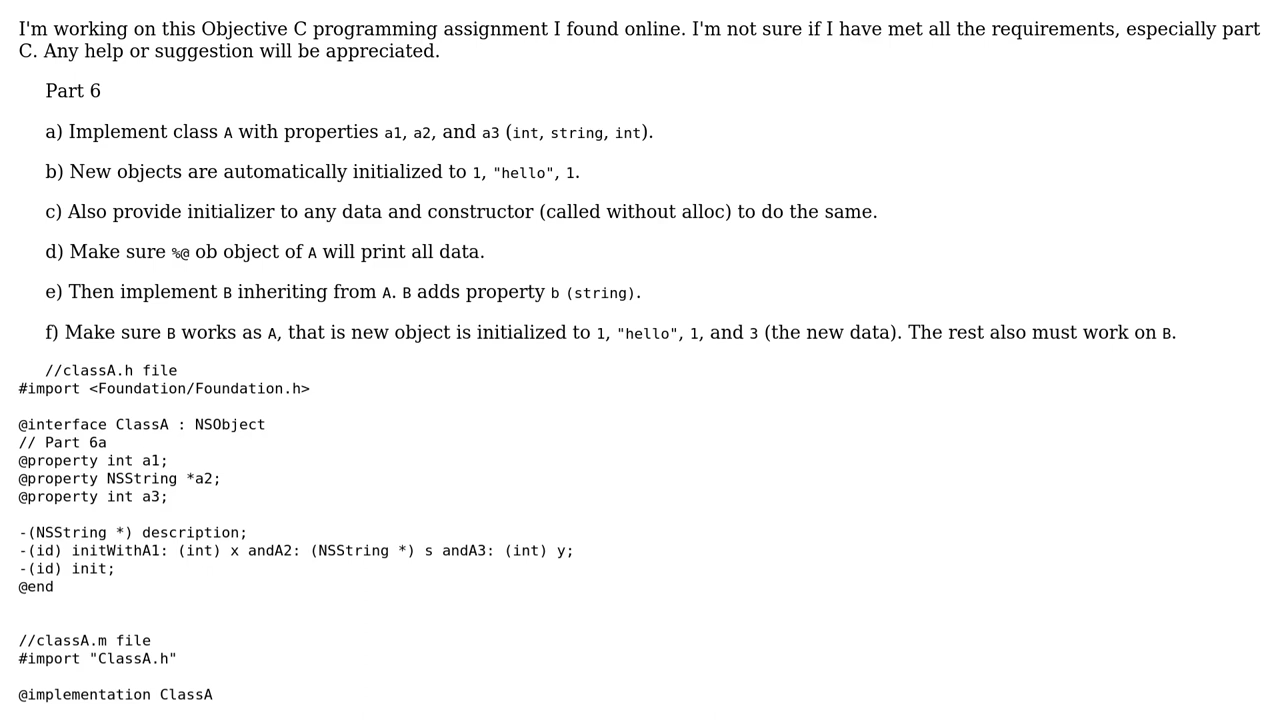 I'm working on this Objective C programming assignment I found online. I'm not sure if I have met all the requirements, especially part
C. Any help or suggestion will be appreciated.
Part 6
a) Implement class A with properties a1, a2, and a3 (int, string, int).
b) New objects are automatically initialized to 1, "hello", 1.
c) Also provide initializer to any data and constructor (called without alloc) to do the same.
d) Make sure %@ ob object of A will print all data.
e) Then implement B inheriting from A. B adds property b (string).
f) Make sure B works as A, that is new object is initialized to 1, "hello", 1, and 3 (the new data). The rest also must work on B.
//classA.h file
#import <Foundation/Foundation.h>
@interface ClassA : NSObject
// Part 6a
@property int a1;
@property NSString *a2;
@property int a3;
-(NSString *) description;
-(id) initWithA1: (int) x andA2: (NSString *) s andA3: (int) y;
-(id) init;
@end
//classA.m file
#import "ClassA.h"
@implementation ClassA